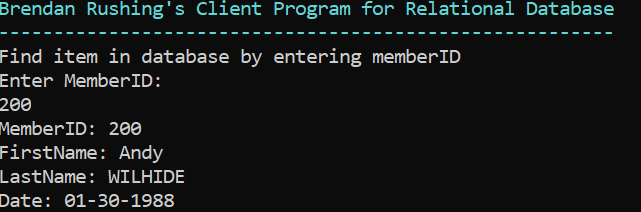 Brendan Rushing's Client Program for Relational Database
--------------------------------------------------------
Find item in database by entering memberID
Enter MemberID:
200
MemberID: 200
FirstName: Andy
LastName: WILHIDE
Date: 01-30-1988